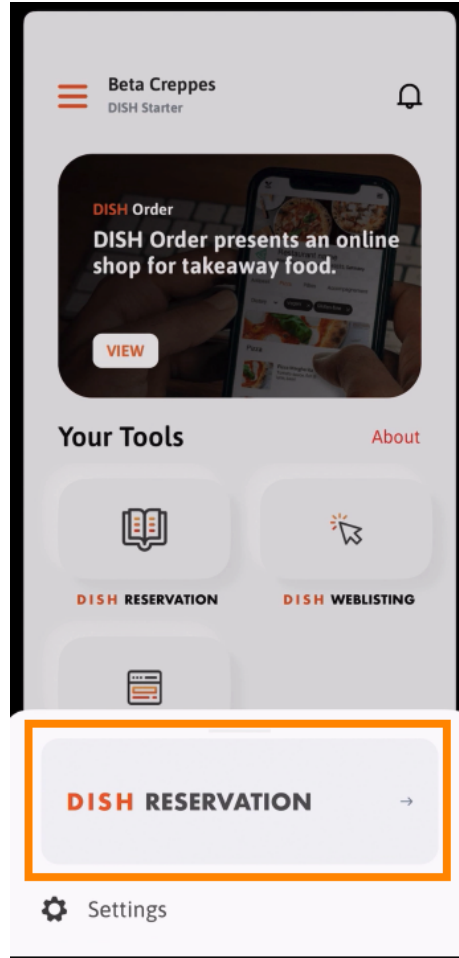 Beta Creppes
DISH Starter
DISH Order
DISH Order presents an online
shop for takeaway food.
VIEW
Your Tools
About
DISH RESERVATION
DISH WEBLISTING
DISH RESERVATION
Settings